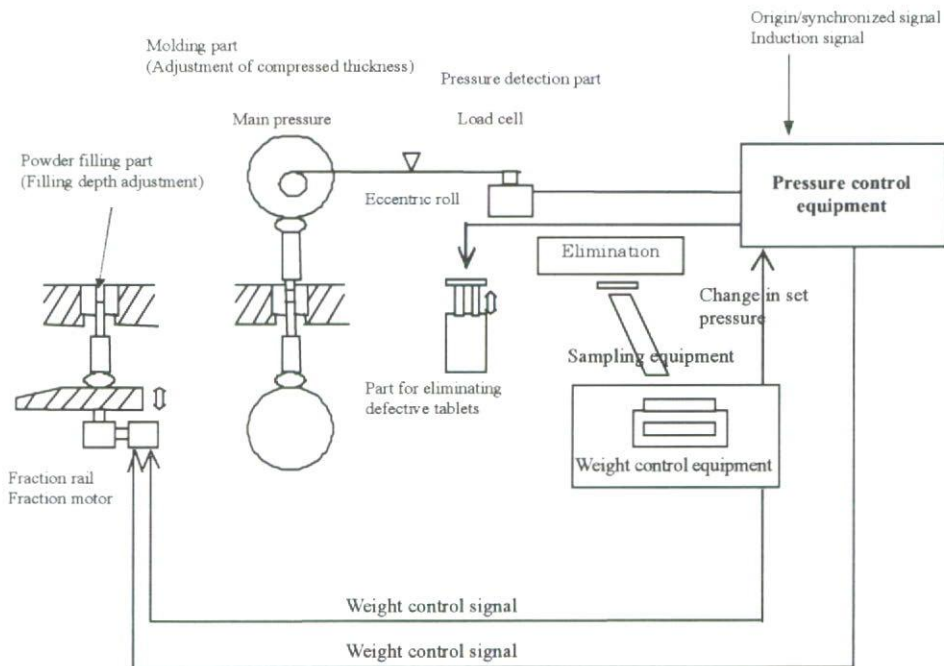 Origin/synchronized signal
Induction signal
Molding part
(Adjustment of compressed thickness)
Pressure detection part
Main pressure
Load cell
Powder filling part
(Filling depth adjustment)
Pressure control
equipment
Eccentric roll
Elimination
Change in set
pressure
Sampling equipment
Part for eliminating
defective tablets
Weight control equipment
Fraction rail
Fraction motor
Weight control signal
Weight control signal